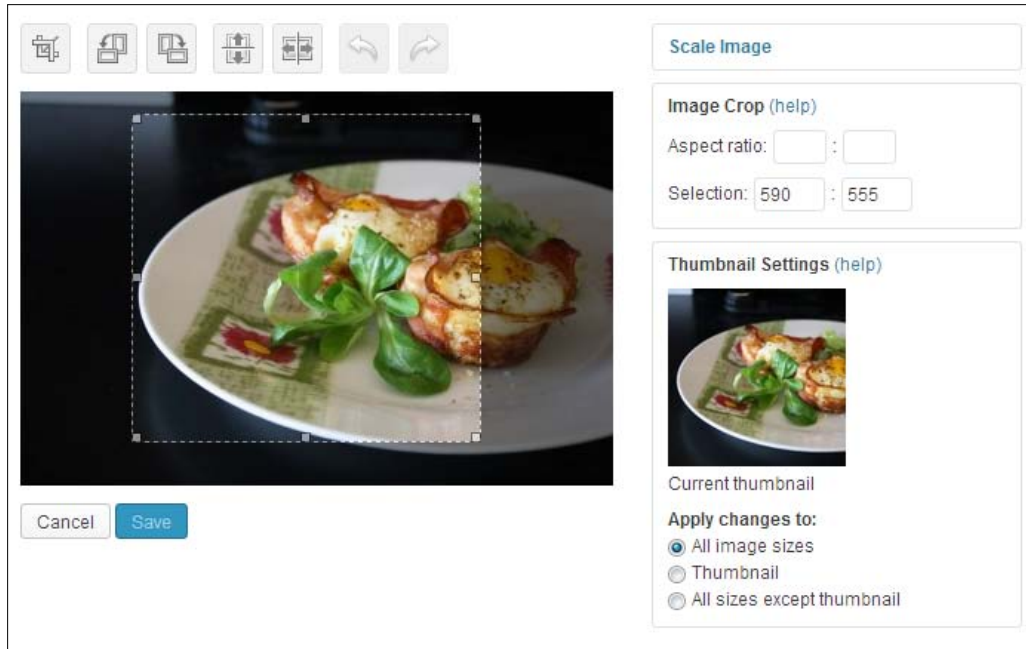 Scale Image
Image Crop (help)
Aspect ratio: :
Selection: 590 : 555
Thumbnail Settings (help)
Current thumbnail
Apply changes to:
All image sizes
Thumbnail
All sizes except thumbnail
Cancel Save